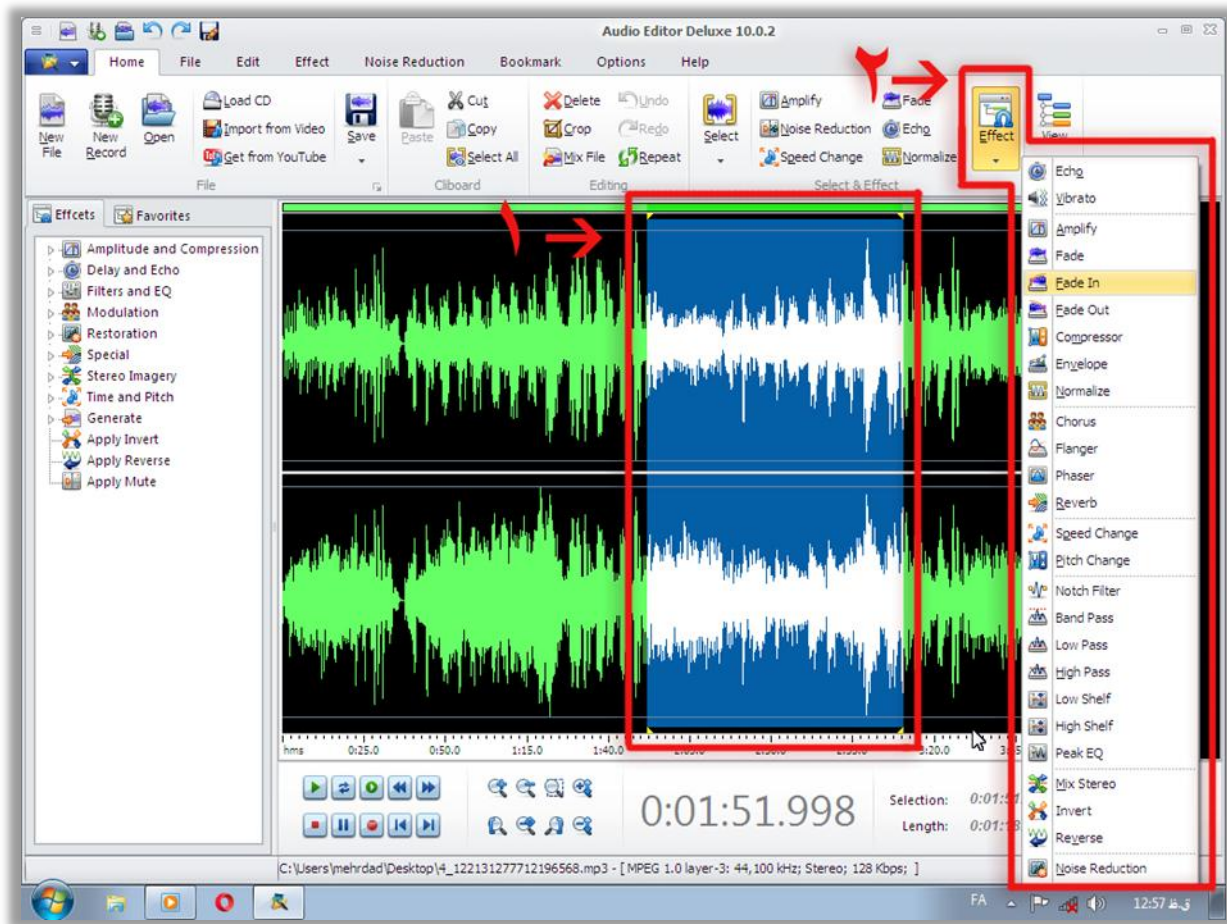 Audio Editor Deluxe 10.0.2
Home File Edit Effect Noise Reduction Bookmark Options Help
۲
New File
New Record
Open
Load CD
Import from Video
Get from YouTube
File
Save
Paste
Cut
Copy
Select All
Cliboard
Delete
Crop
Mix File
Undo
Redo
Repeat
Editing
Select
Amplify
Noise Reduction
Speed Change
Fade
Echo
Normalize
Select & Effect
Effect
View
Effcets Favorites
Amplitude and Compression
Delay and Echo
Filters and EQ
Modulation
Restoration
Special
Stereo Imagery
Time and Pitch
Generate
Apply Invert
Apply Reverse
Apply Mute
۱
Echo
Vibrato
Amplify
Fade
Fade In
Fade Out
Compressor
Envelope
Normalize
Chorus
Flanger
Phaser
Reverb
Speed Change
Pitch Change
Notch Filter
Band Pass
Low Pass
High Pass
Low Shelf
High Shelf
Peak EQ
Mix Stereo
Invert
Reverse
Noise Reduction
hms 0:25.0 0:50.0 1:15.0 1:40.0
0:01:51.998
Selection:
Length:
C:\Users\mehrdad\Desktop\4_122131277712196568.mp3 - [ MPEG 1.0 layer-3: 44,100 kHz; Stereo; 128 Kbps; ]
FA
12:57 ق.ظ